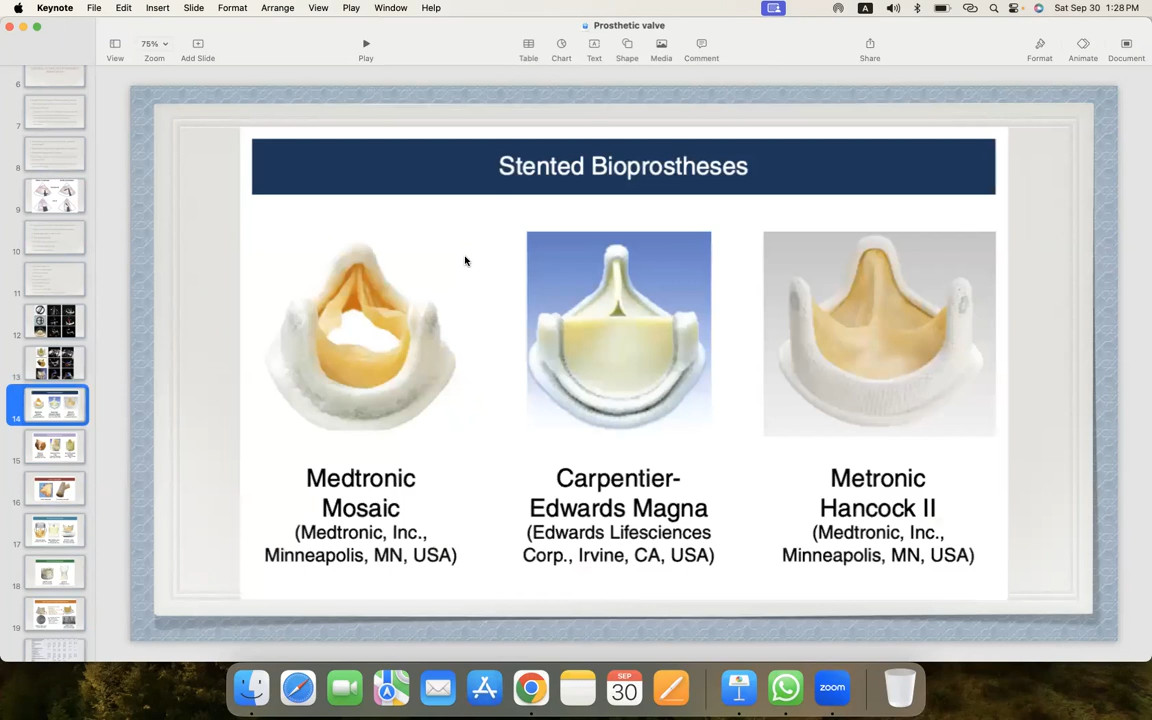 Keynote File Edit Insert Slide Format Arrange View Play Window Help A Sat Sep 30 1:28 PM
Prosthetic valve
75%
View Zoom Add Slide Play Table Chart Text Shape Media Comment Share Format Animate Document
6
7
8
9
10
11
12
13
14
15
16
17
18
19
Stented Bioprostheses
Medtronic
Mosaic
(Medtronic, Inc.,
Minneapolis, MN, USA)
Carpentier-
Edwards Magna
(Edwards Lifesciences
Corp., Irvine, CA, USA)
Metronic
Hancock II
(Medtronic, Inc.,
Minneapolis, MN, USA)
SEP
30
zoom